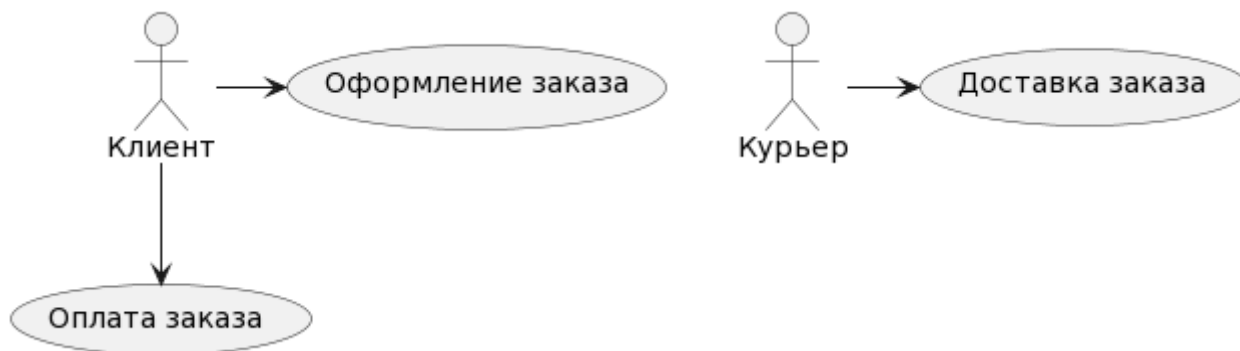 Оформление заказа
Доставка заказа
Клиент
Курьер
Оплата заказа